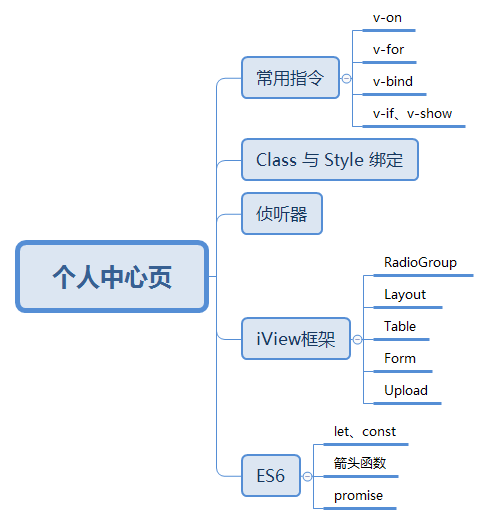 个人中心页
常用指令
v-on
v-for
v-bind
v-if、v-show
Class 与 Style 绑定
侦听器
iView框架
RadioGroup
Layout
Table
Form
Upload
ES6
let、const
箭头函数
promise